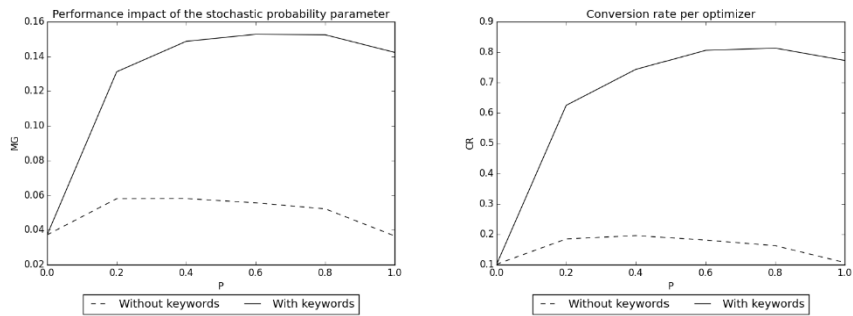 Performance impact of the stochastic probability parameter
0.16
0.14
0.12
0.10
0.08
0.06
0.04
0.02
MG
0.0 0.2 0.4 0.6 0.8 1.0
P
Without keywords With keywords
Conversion rate per optimizer
0.9
0.8
0.7
0.6
0.5
0.4
0.3
0.2
0.1
CR
0.0 0.2 0.4 0.6 0.8 1.0
P
Without keywords With keywords